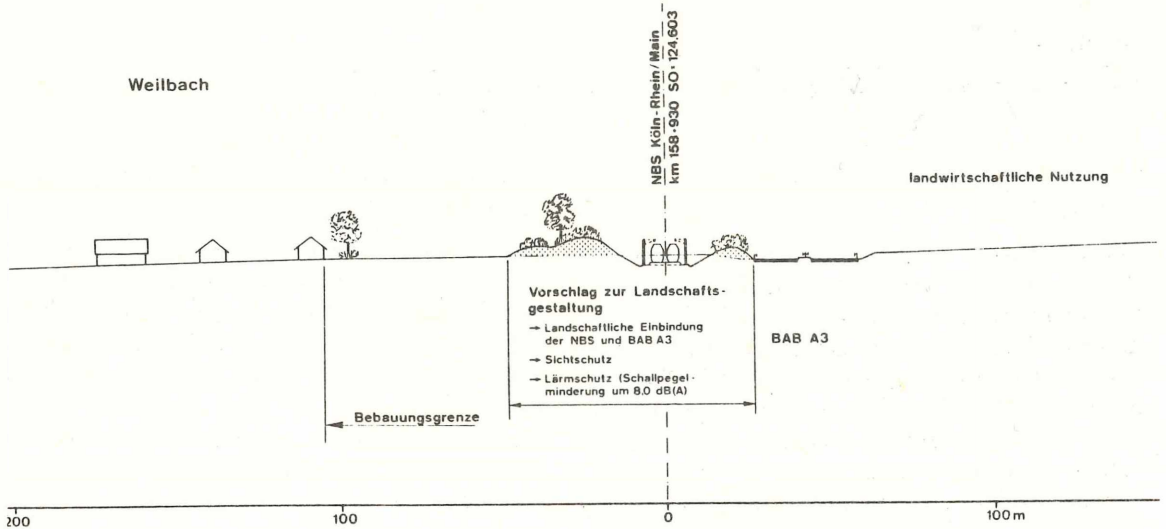 Weilbach
NBS Köln-Rhein/Main
km 158+930 SO=124,603
landwirtschaftliche Nutzung
Vorschlag zur Landschafts-
gestaltung
→ Landschaftliche Einbindung
der NBS und BAB A3
→ Sichtschutz
→ Lärmschutz (Schallpegel-
minderung um 8,0 dB(A)
BAB A3
Bebauungsgrenze
200
100
0
100 m